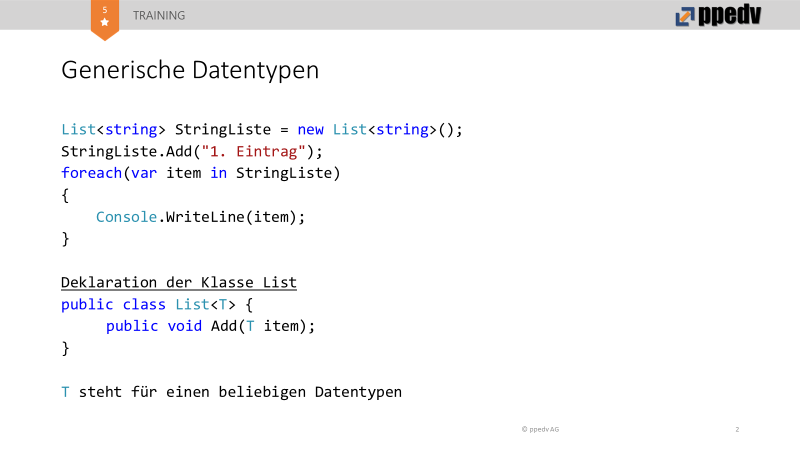 5
TRAINING
ppedv
Generische Datentypen
List<string> StringListe = new List<string>();
StringListe.Add("1. Eintrag");
foreach(var item in StringListe)
{
    Console.WriteLine(item);
}
Deklaration der Klasse List
public class List<T> {
     public void Add(T item);
}
T steht für einen beliebigen Datentypen
© ppedv AG
2